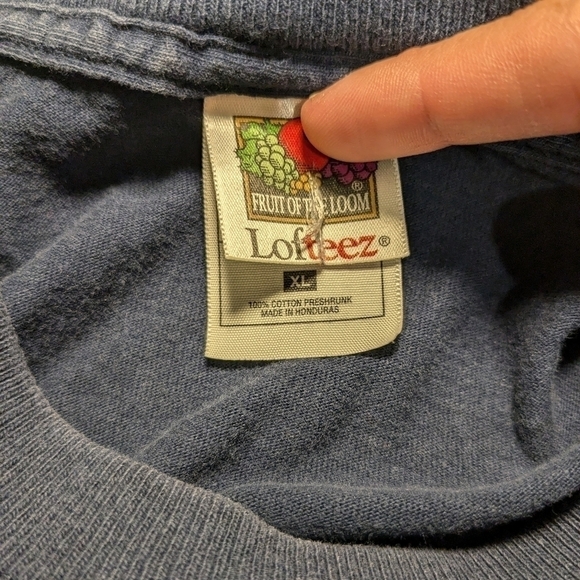 FRUIT OF THE LOOM ®
Lofteez ®
XL
100% COTTON PRESHRUNK
MADE IN HONDURAS